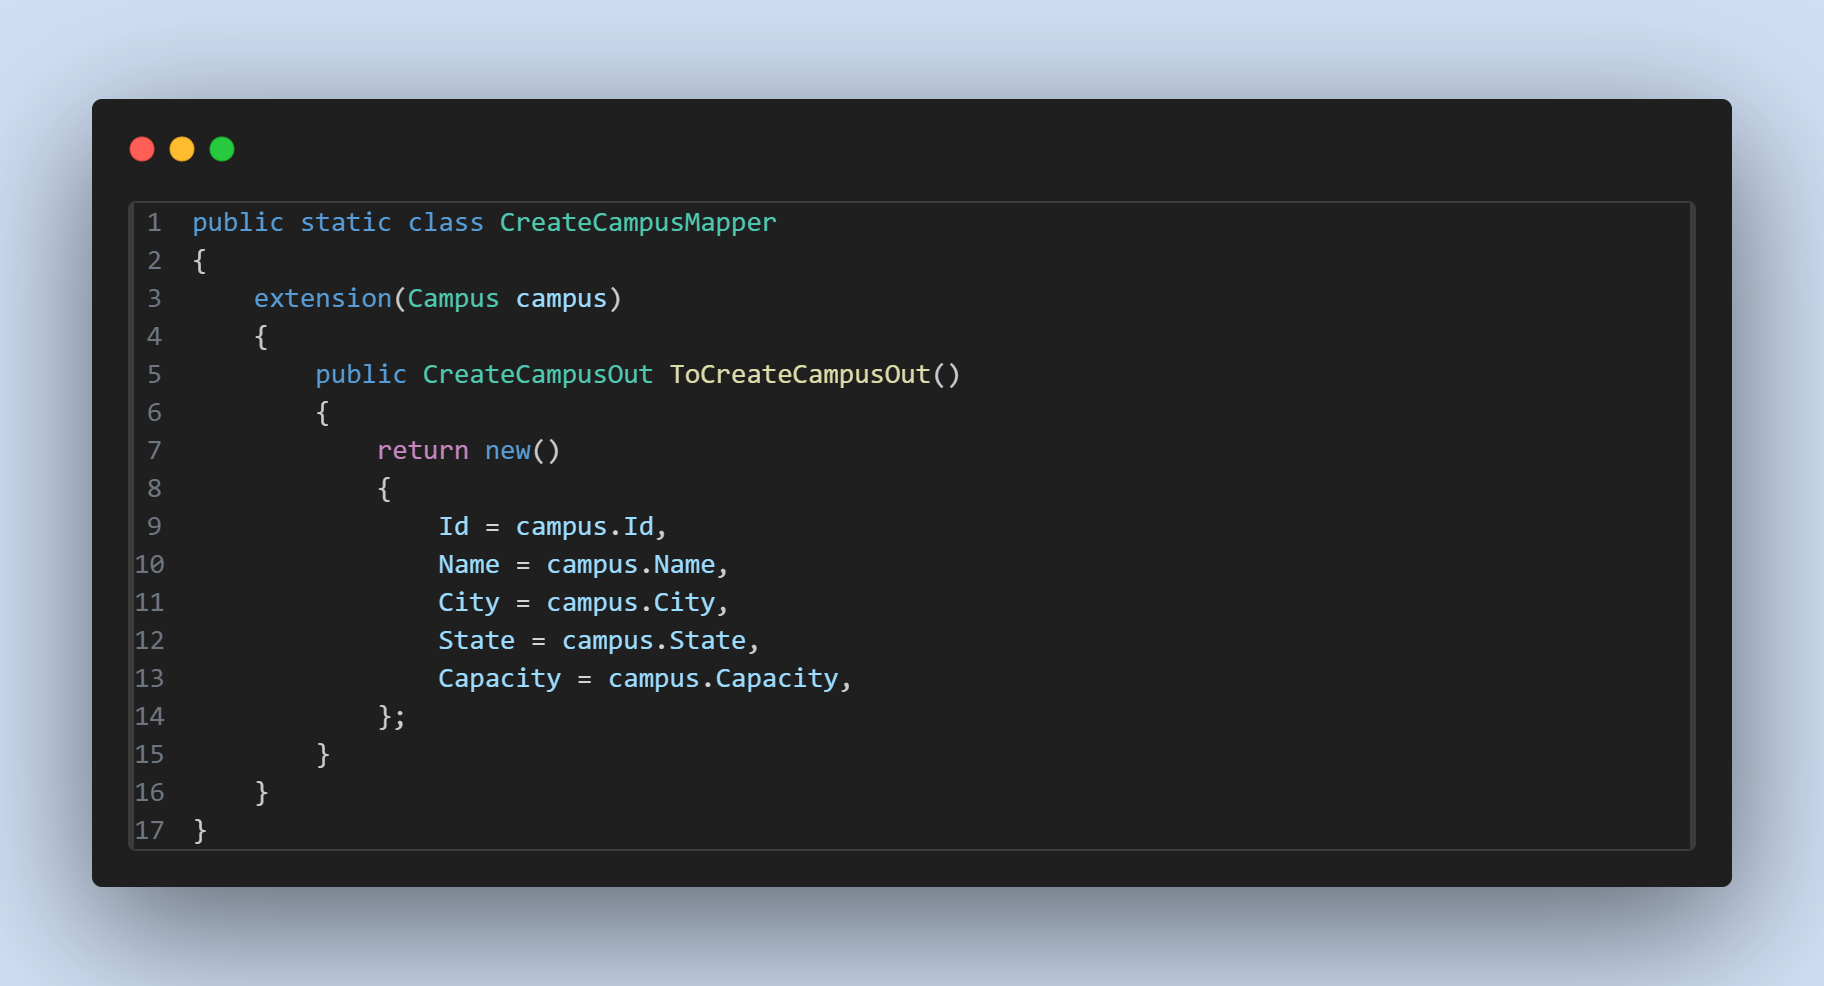 1 public static class CreateCampusMapper
2 {
3     extension(Campus campus)
4     {
5         public CreateCampusOut ToCreateCampusOut()
6         {
7             return new()
8             {
9                 Id = campus.Id,
10                 Name = campus.Name,
11                 City = campus.City,
12                 State = campus.State,
13                 Capacity = campus.Capacity,
14             };
15         }
16     }
17 }